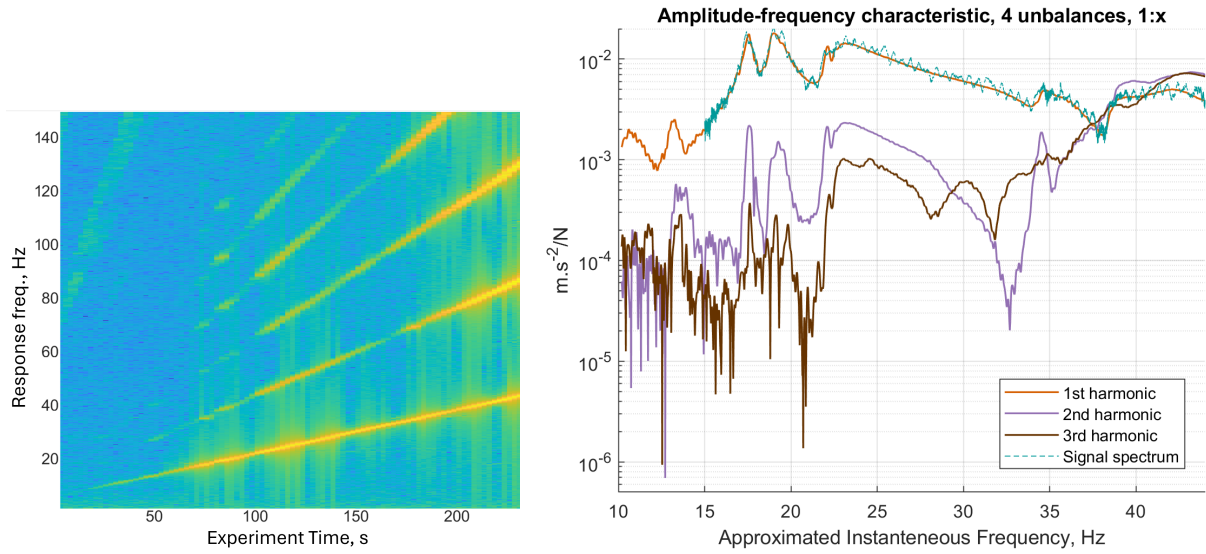 140
120
100
80
60
40
20
50
100
150
200
Response freq., Hz
Experiment Time, s
Amplitude-frequency characteristic, 4 unbalances, 1:x
10-2
10-3
10-4
10-5
10-6
m.s-2/N
1st harmonic
2nd harmonic
3rd harmonic
Signal spectrum
10
15
20
25
30
35
40
Approximated Instanteneous Frequency, Hz